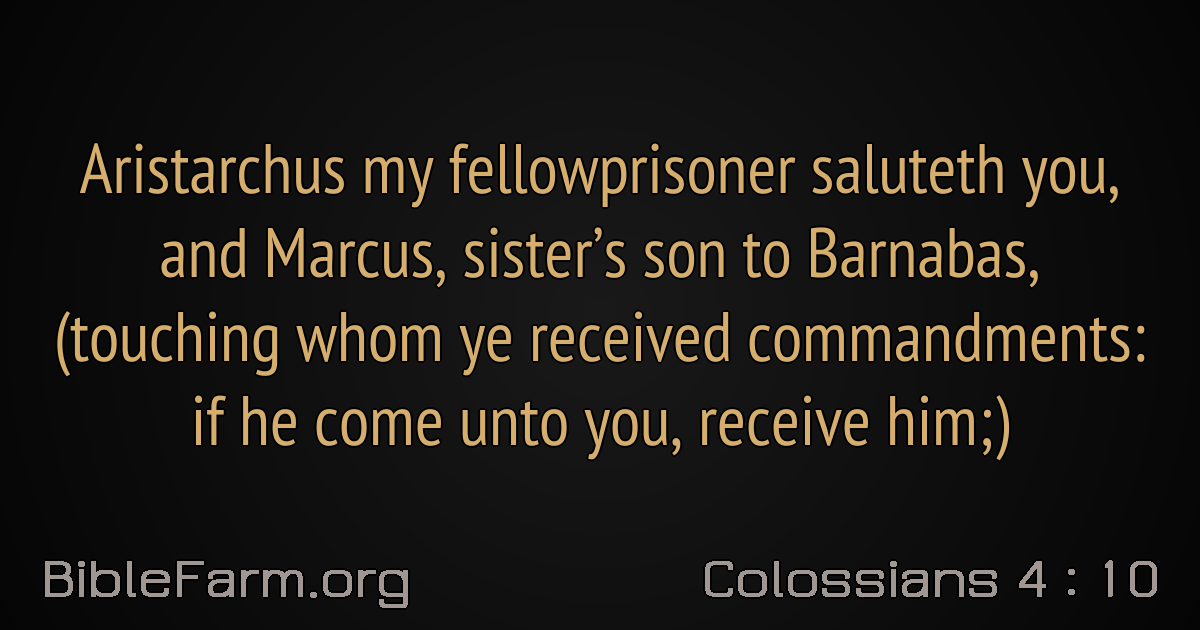 Aristarchus my fellowprisoner saluteth you,
and Marcus, sister’s son to Barnabas,
(touching whom ye received commandments:
if he come unto you, receive him;)
BibleFarm.org
Colossians 4 : 10